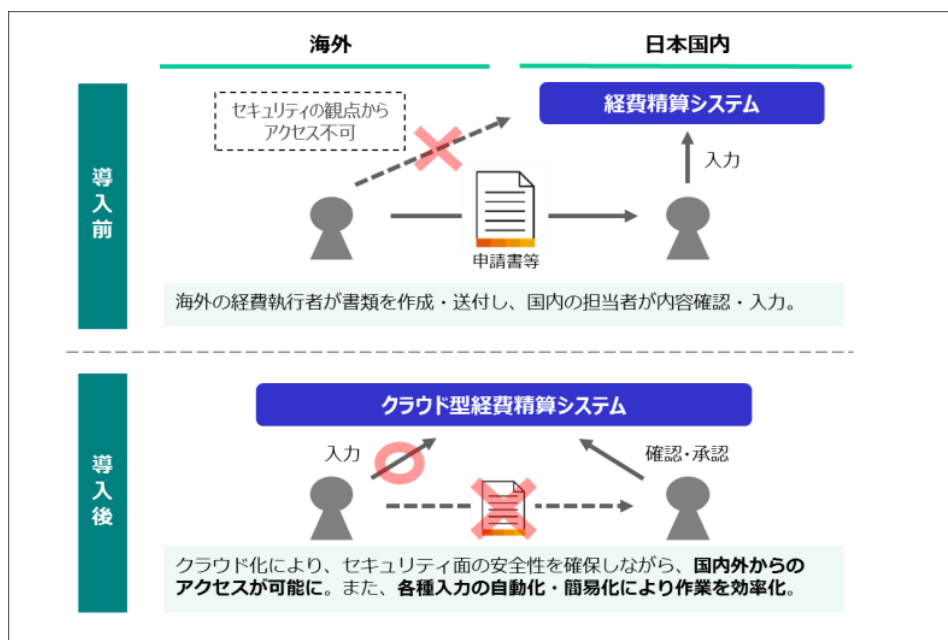 海外
日本国内
導入前
セキュリティの観点から
アクセス不可
経費精算システム
入力
申請書等
海外の経費執行者が書類を作成・送付し、国内の担当者が内容確認・入力。
導入後
クラウド型経費精算システム
入力
確認・承認
クラウド化により、セキュリティ面の安全性を確保しながら、国内外からの
アクセスが可能に。また、各種入力の自動化・簡易化により作業を効率化。